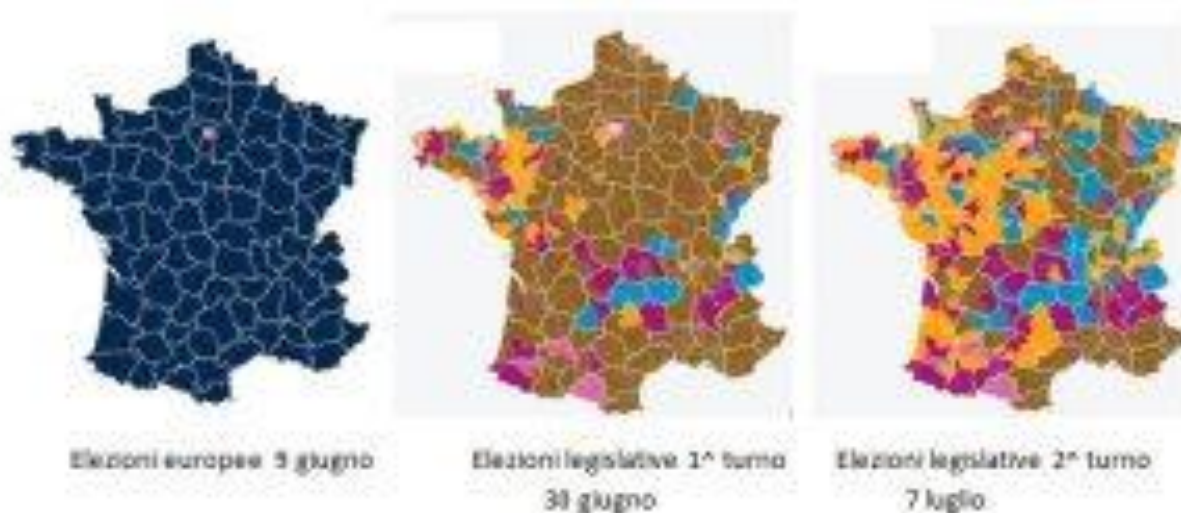 Elezioni europee 9 giugno
Elezioni legislative 1^ turno
30 giugno
Elezioni legislative 2^ turno
7 luglio